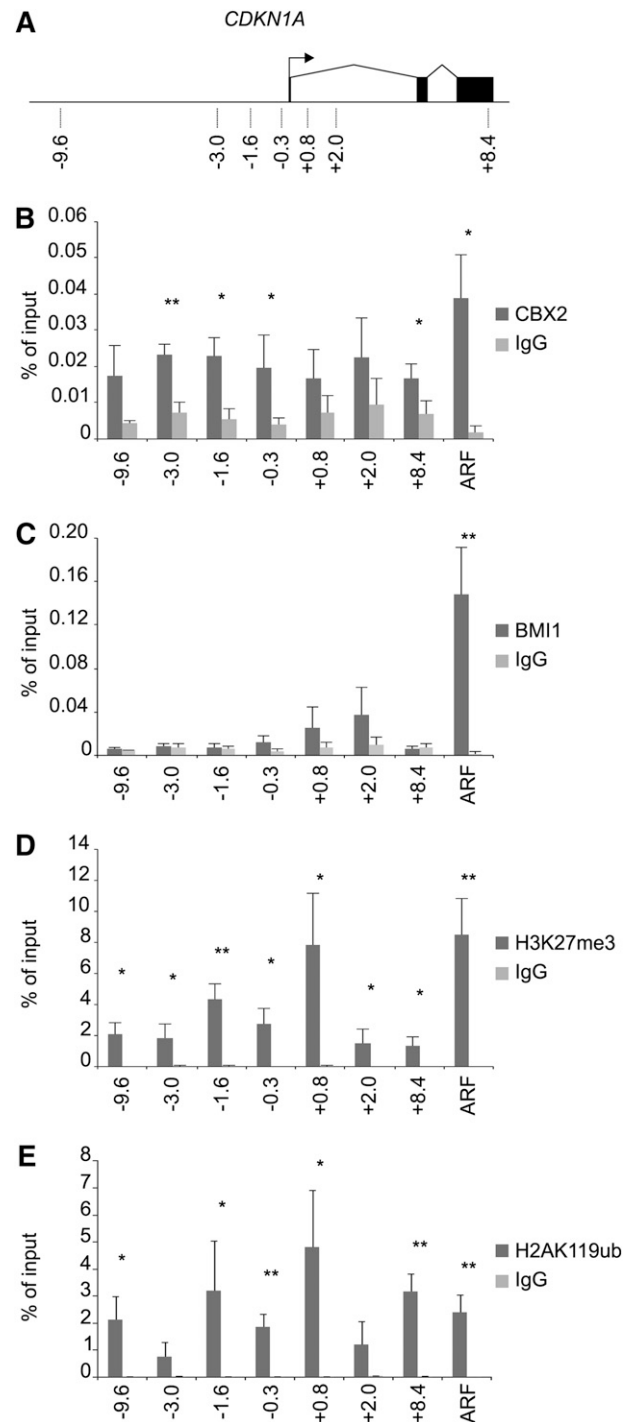 A
CDKN1A
-9.6 -3.0 -1.6 -0.3 +0.8 +2.0 +8.4
B
% of input
0.06
0.05
0.04
0.03
0.02
0.01
0
** * * * *
CBX2
IgG
-9.6 -3.0 -1.6 -0.3 +0.8 +2.0 +8.4 ARF
C
% of input
0.20
0.16
0.12
0.08
0.04
0
**
BMI1
IgG
-9.6 -3.0 -1.6 -0.3 +0.8 +2.0 +8.4 ARF
D
% of input
14
12
10
8
6
4
2
0
* * ** * * * * **
H3K27me3
IgG
-9.6 -3.0 -1.6 -0.3 +0.8 +2.0 +8.4 ARF
E
% of input
8
7
6
5
4
3
2
1
0
* * ** * ** **
H2AK119ub
IgG
-9.6 -3.0 -1.6 -0.3 +0.8 +2.0 +8.4 ARF